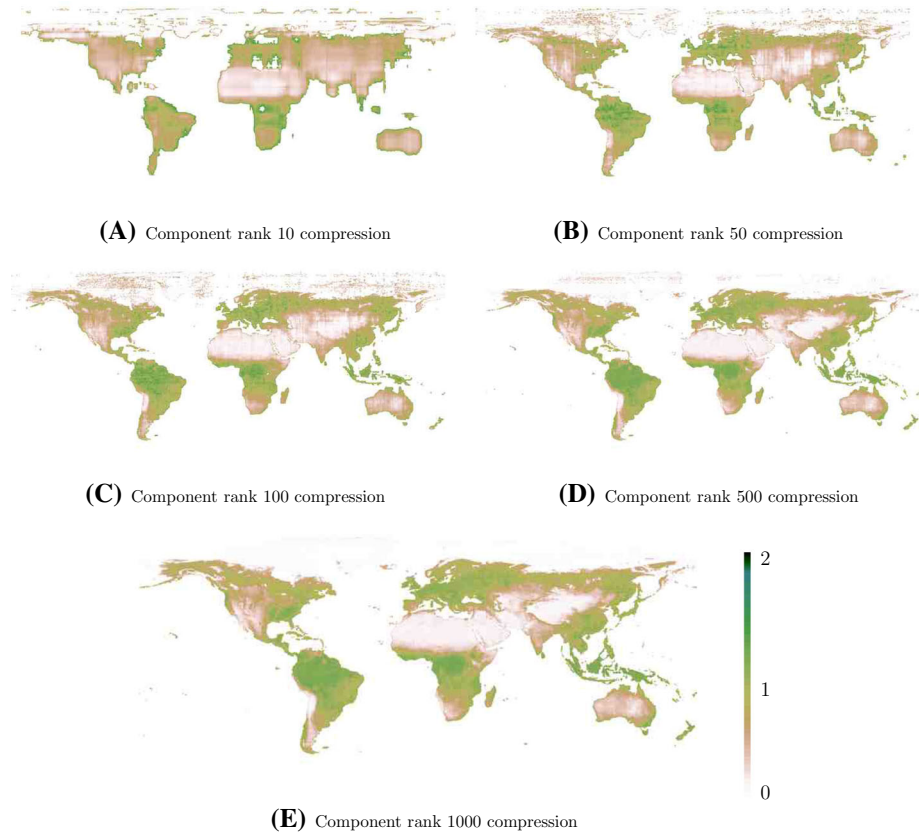 (A) Component rank 10 compression
(B) Component rank 50 compression
(C) Component rank 100 compression
(D) Component rank 500 compression
2
1
0
(E) Component rank 1000 compression